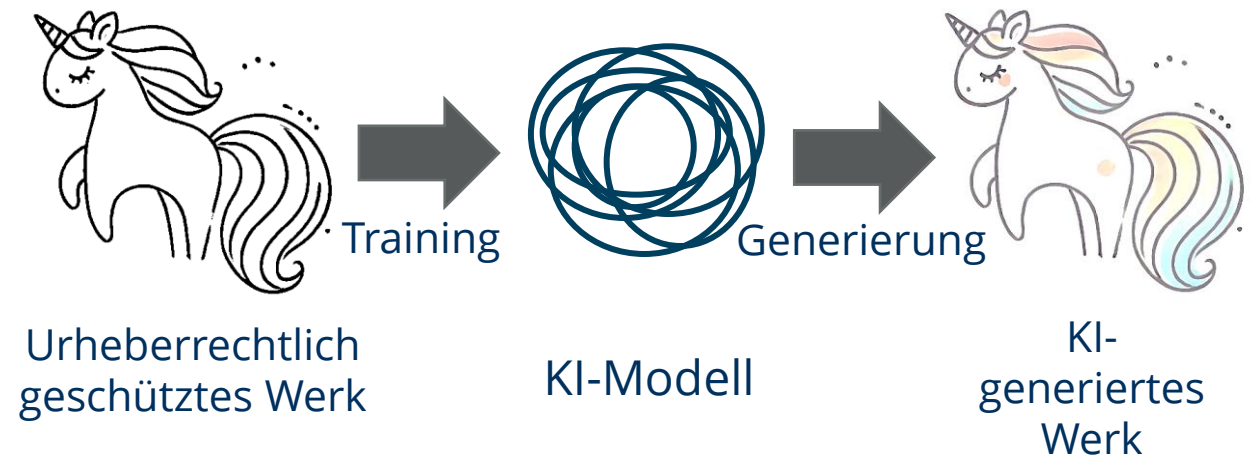 Training
Generierung
Urheberrechtlich
geschütztes Werk
KI-Modell
KI-
generiertes
Werk